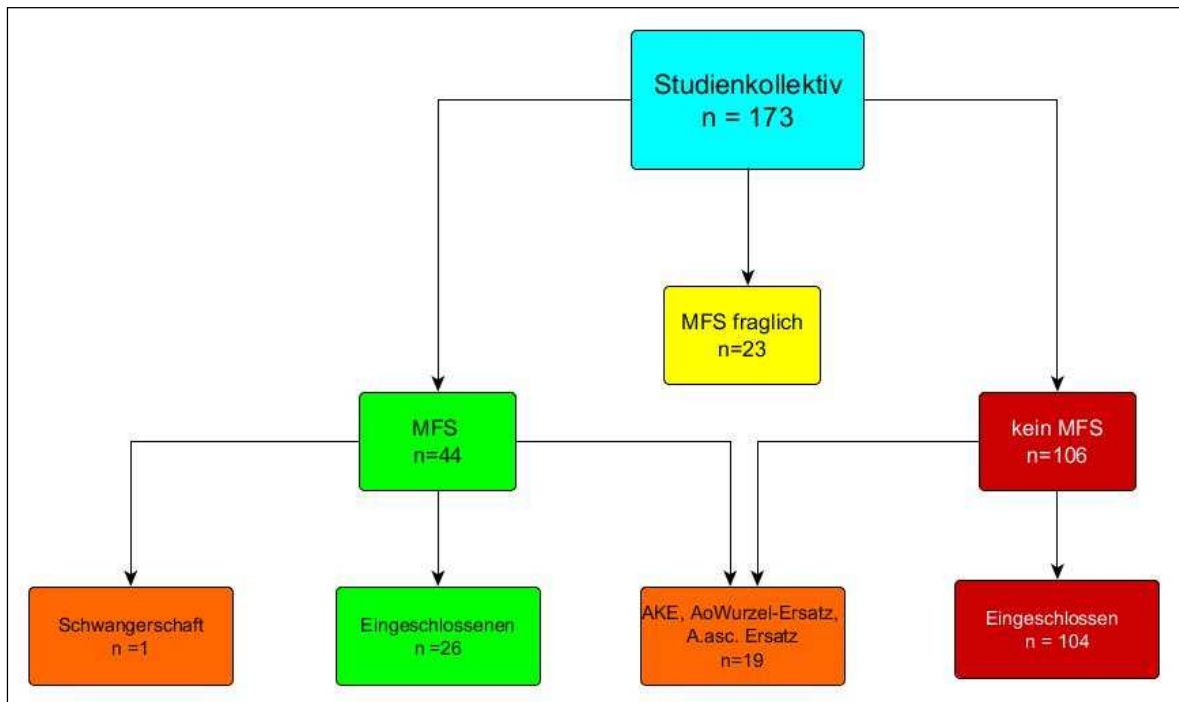 Studienkollektiv
n = 173
MFS fraglich
n=23
MFS
n=44
kein MFS
n=106
Schwangerschaft
n =1
Eingeschlossenen
n =26
AKE, AoWurzel-Ersatz,
A.asc. Ersatz
n=19
Eingeschlossen
n = 104